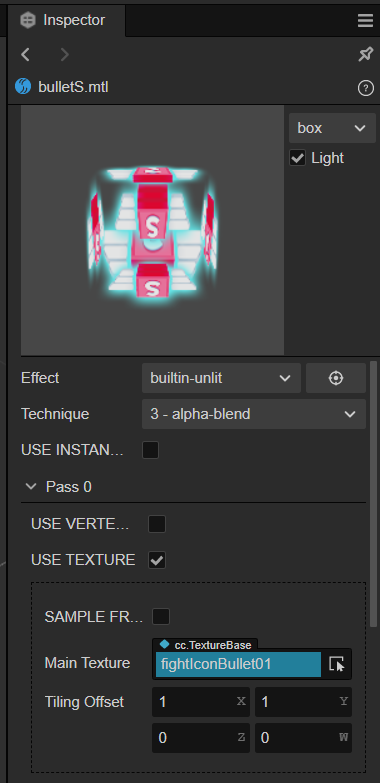 Inspector
bulletS.mtl
box
Light
S
S
Effect
builtin-unlit
Technique
3 - alpha-blend
USE INSTAN...
Pass 0
USE VERTE...
USE TEXTURE
SAMPLE FR...
cc.TextureBase
Main Texture
fightIconBullet01
Tiling Offset
1 X 1 Y
0 Z 0 W